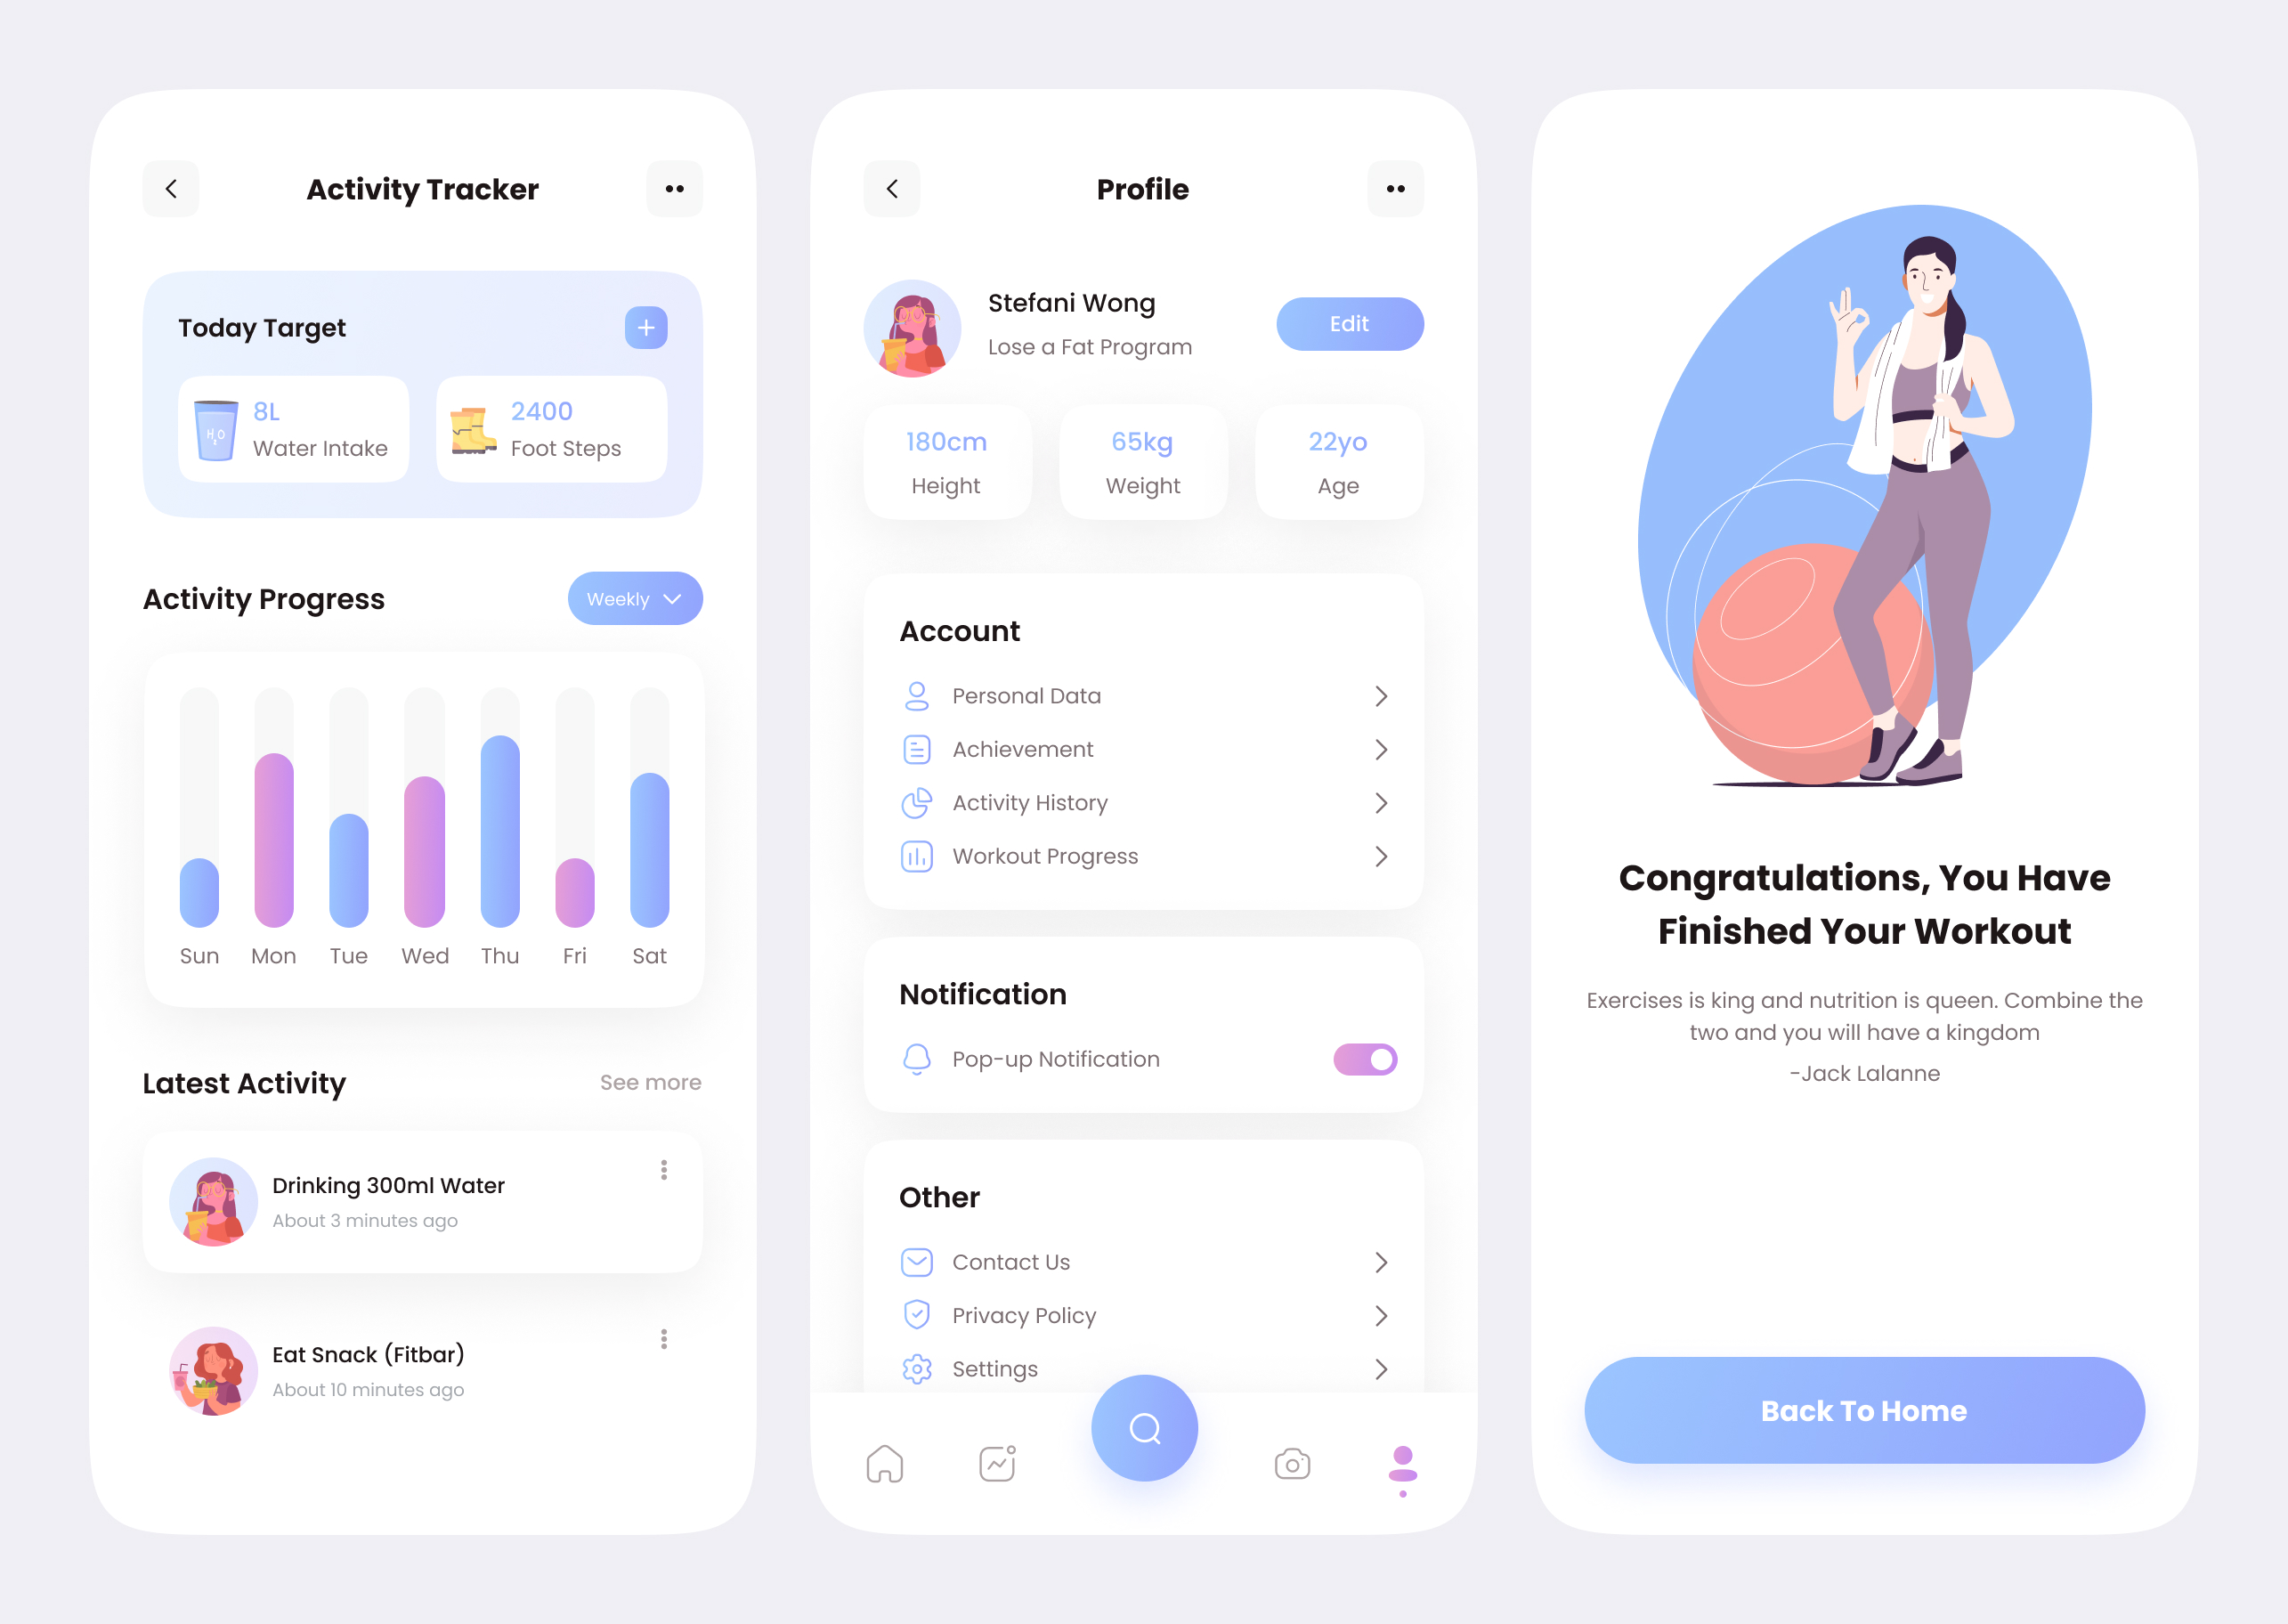 Activity Tracker
Today Target
8L
Water Intake
2400
Foot Steps
H2O
Activity Progress
Weekly
Sun Mon Tue Wed Thu Fri Sat
Latest Activity
See more
Drinking 300ml Water
About 3 minutes ago
Eat Snack (Fitbar)
About 10 minutes ago
Profile
Stefani Wong
Lose a Fat Program
Edit
180cm
Height
65kg
Weight
22yo
Age
Account
Personal Data
Achievement
Activity History
Workout Progress
Notification
Pop-up Notification
Other
Contact Us
Privacy Policy
Settings
Congratulations, You Have
Finished Your Workout
Exercises is king and nutrition is queen. Combine the
two and you will have a kingdom
-Jack Lalanne
Back To Home